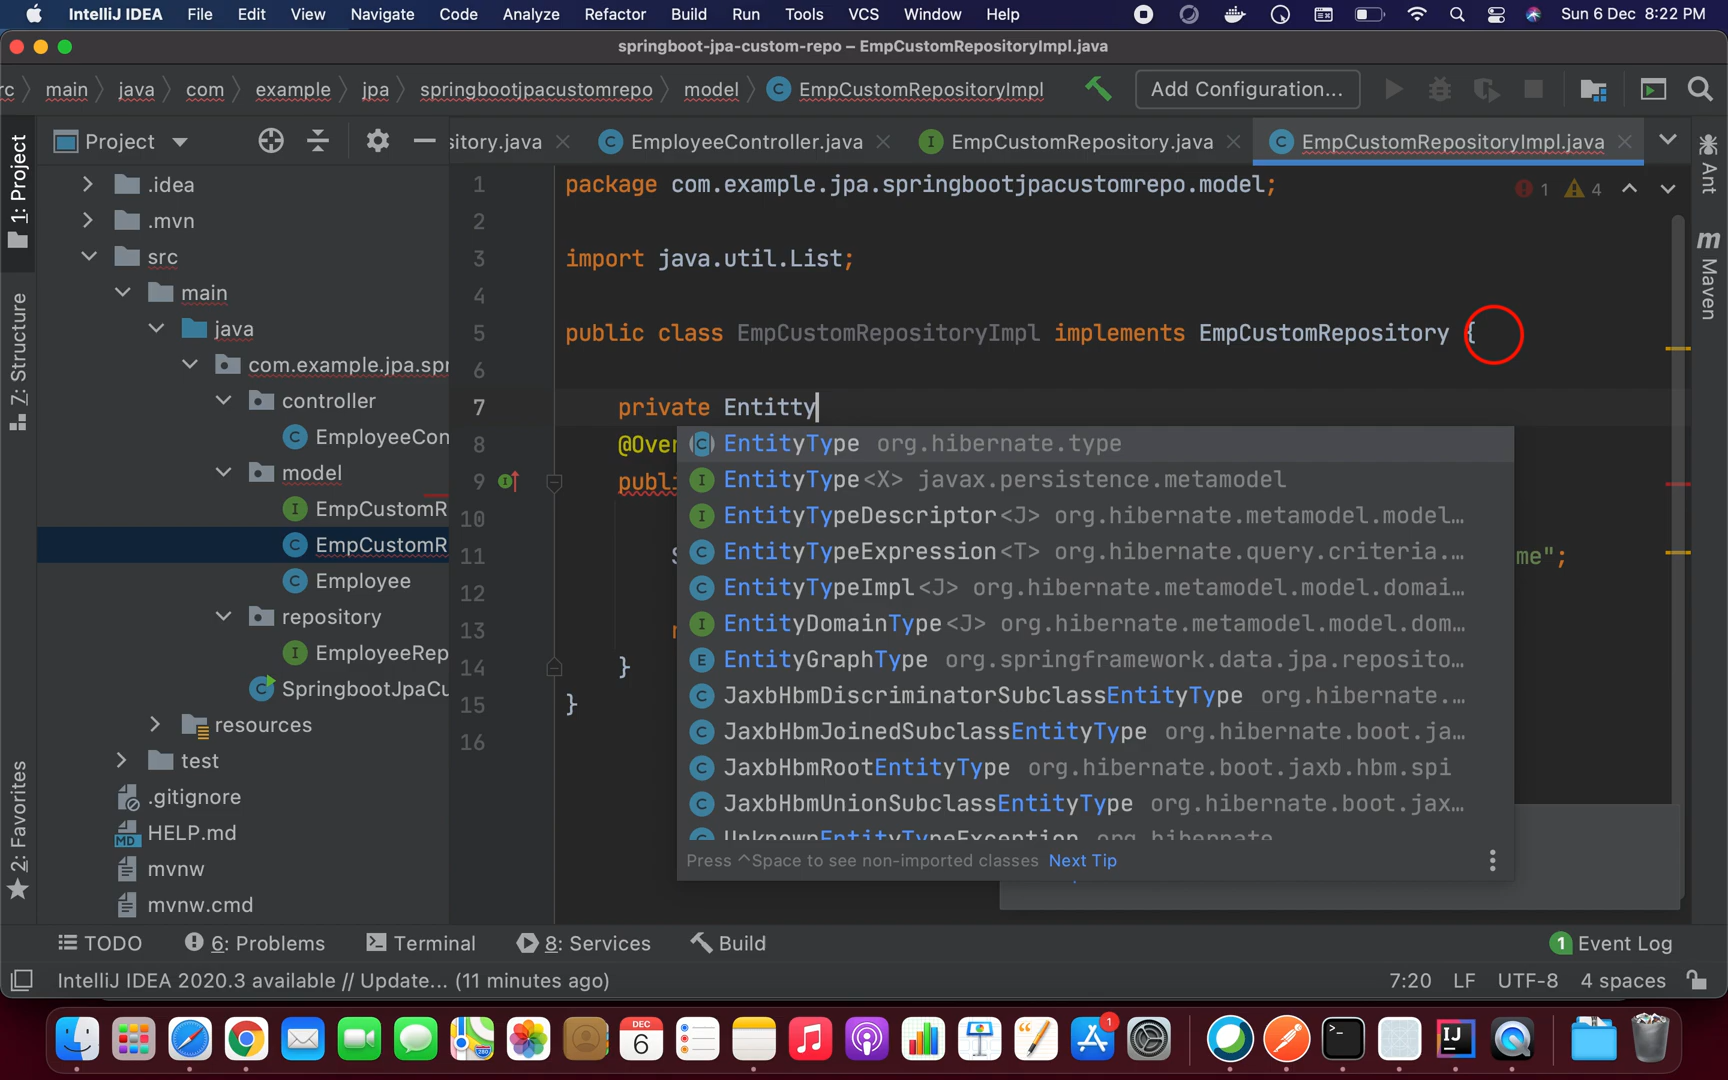 IntelliJ IDEA File Edit View Navigate Code Analyze Refactor Build Run Tools VCS Window Help Sun 6 Dec 8:22 PM
springboot-jpa-custom-repo – EmpCustomRepositoryImpl.java
rc main java com example jpa springbootjpacustomrepo model EmpCustomRepositoryImpl Add Configuration...
Project sitory.java EmployeeController.java EmpCustomRepository.java EmpCustomRepositoryImpl.java
1: Project
7: Structure
2: Favorites
Ant
Maven
.idea
.mvn
src
main
java
com.example.jpa.spr
controller
EmployeeCon
model
EmpCustomR
EmpCustomR
Employee
repository
EmployeeRep
SpringbootJpaCu
resources
test
.gitignore
HELP.md
mvnw
mvnw.cmd
1 package com.example.jpa.springbootjpacustomrepo.model; 1 4
2
3 import java.util.List;
4
5 public class EmpCustomRepositoryImpl implements EmpCustomRepository {
6
7 private Entitty
8 @Over
9 publi
10
11 me";
12
13
14 }
15 }
16
EntityType org.hibernate.type
EntityType<X> javax.persistence.metamodel
EntityTypeDescriptor<J> org.hibernate.metamodel.model…
EntityTypeExpression<T> org.hibernate.query.criteria.…
EntityTypeImpl<J> org.hibernate.metamodel.model.domai…
EntityDomainType<J> org.hibernate.metamodel.model.dom…
EntityGraphType org.springframework.data.jpa.reposito…
JaxbHbmDiscriminatorSubclassEntityType org.hibernate.…
JaxbHbmJoinedSubclassEntityType org.hibernate.boot.ja…
JaxbHbmRootEntityType org.hibernate.boot.jaxb.hbm.spi
JaxbHbmUnionSubclassEntityType org.hibernate.boot.jax…
UnknownEntityTypeException org.hibernate
Press ^Space to see non-imported classes Next Tip
TODO 6: Problems Terminal 8: Services Build 1 Event Log
IntelliJ IDEA 2020.3 available // Update... (11 minutes ago) 7:20 LF UTF-8 4 spaces
DEC
6
1